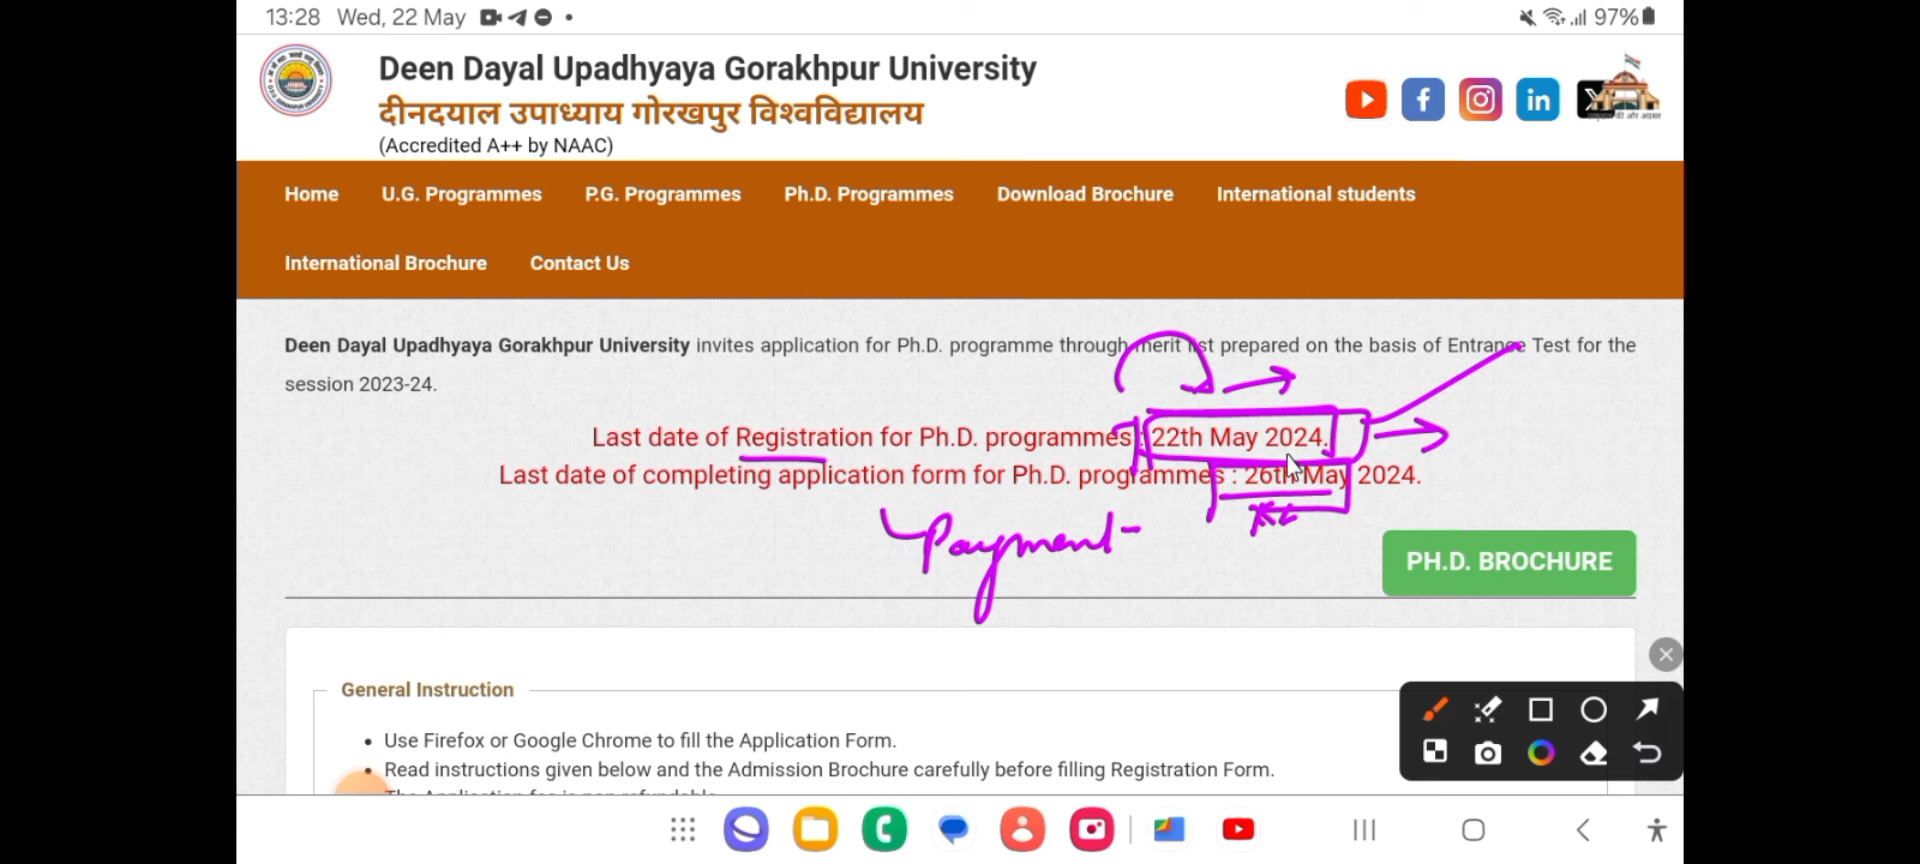 13:28 Wed, 22 May 97%
Deen Dayal Upadhyaya Gorakhpur University
दीनदयाल उपाध्याय गोरखपुर विश्वविद्यालय
(Accredited A++ by NAAC)
Home U.G. Programmes P.G. Programmes Ph.D. Programmes Download Brochure International students
International Brochure Contact Us
Deen Dayal Upadhyaya Gorakhpur University invites application for Ph.D. programme through merit list prepared on the basis of Entrance Test for the
session 2023-24.
Last date of Registration for Ph.D. programmes : 22th May 2024.
Last date of completing application form for Ph.D. programmes : 26th May 2024.
Payment-
PH.D. BROCHURE
General Instruction
• Use Firefox or Google Chrome to fill the Application Form.
• Read instructions given below and the Admission Brochure carefully before filling Registration Form.